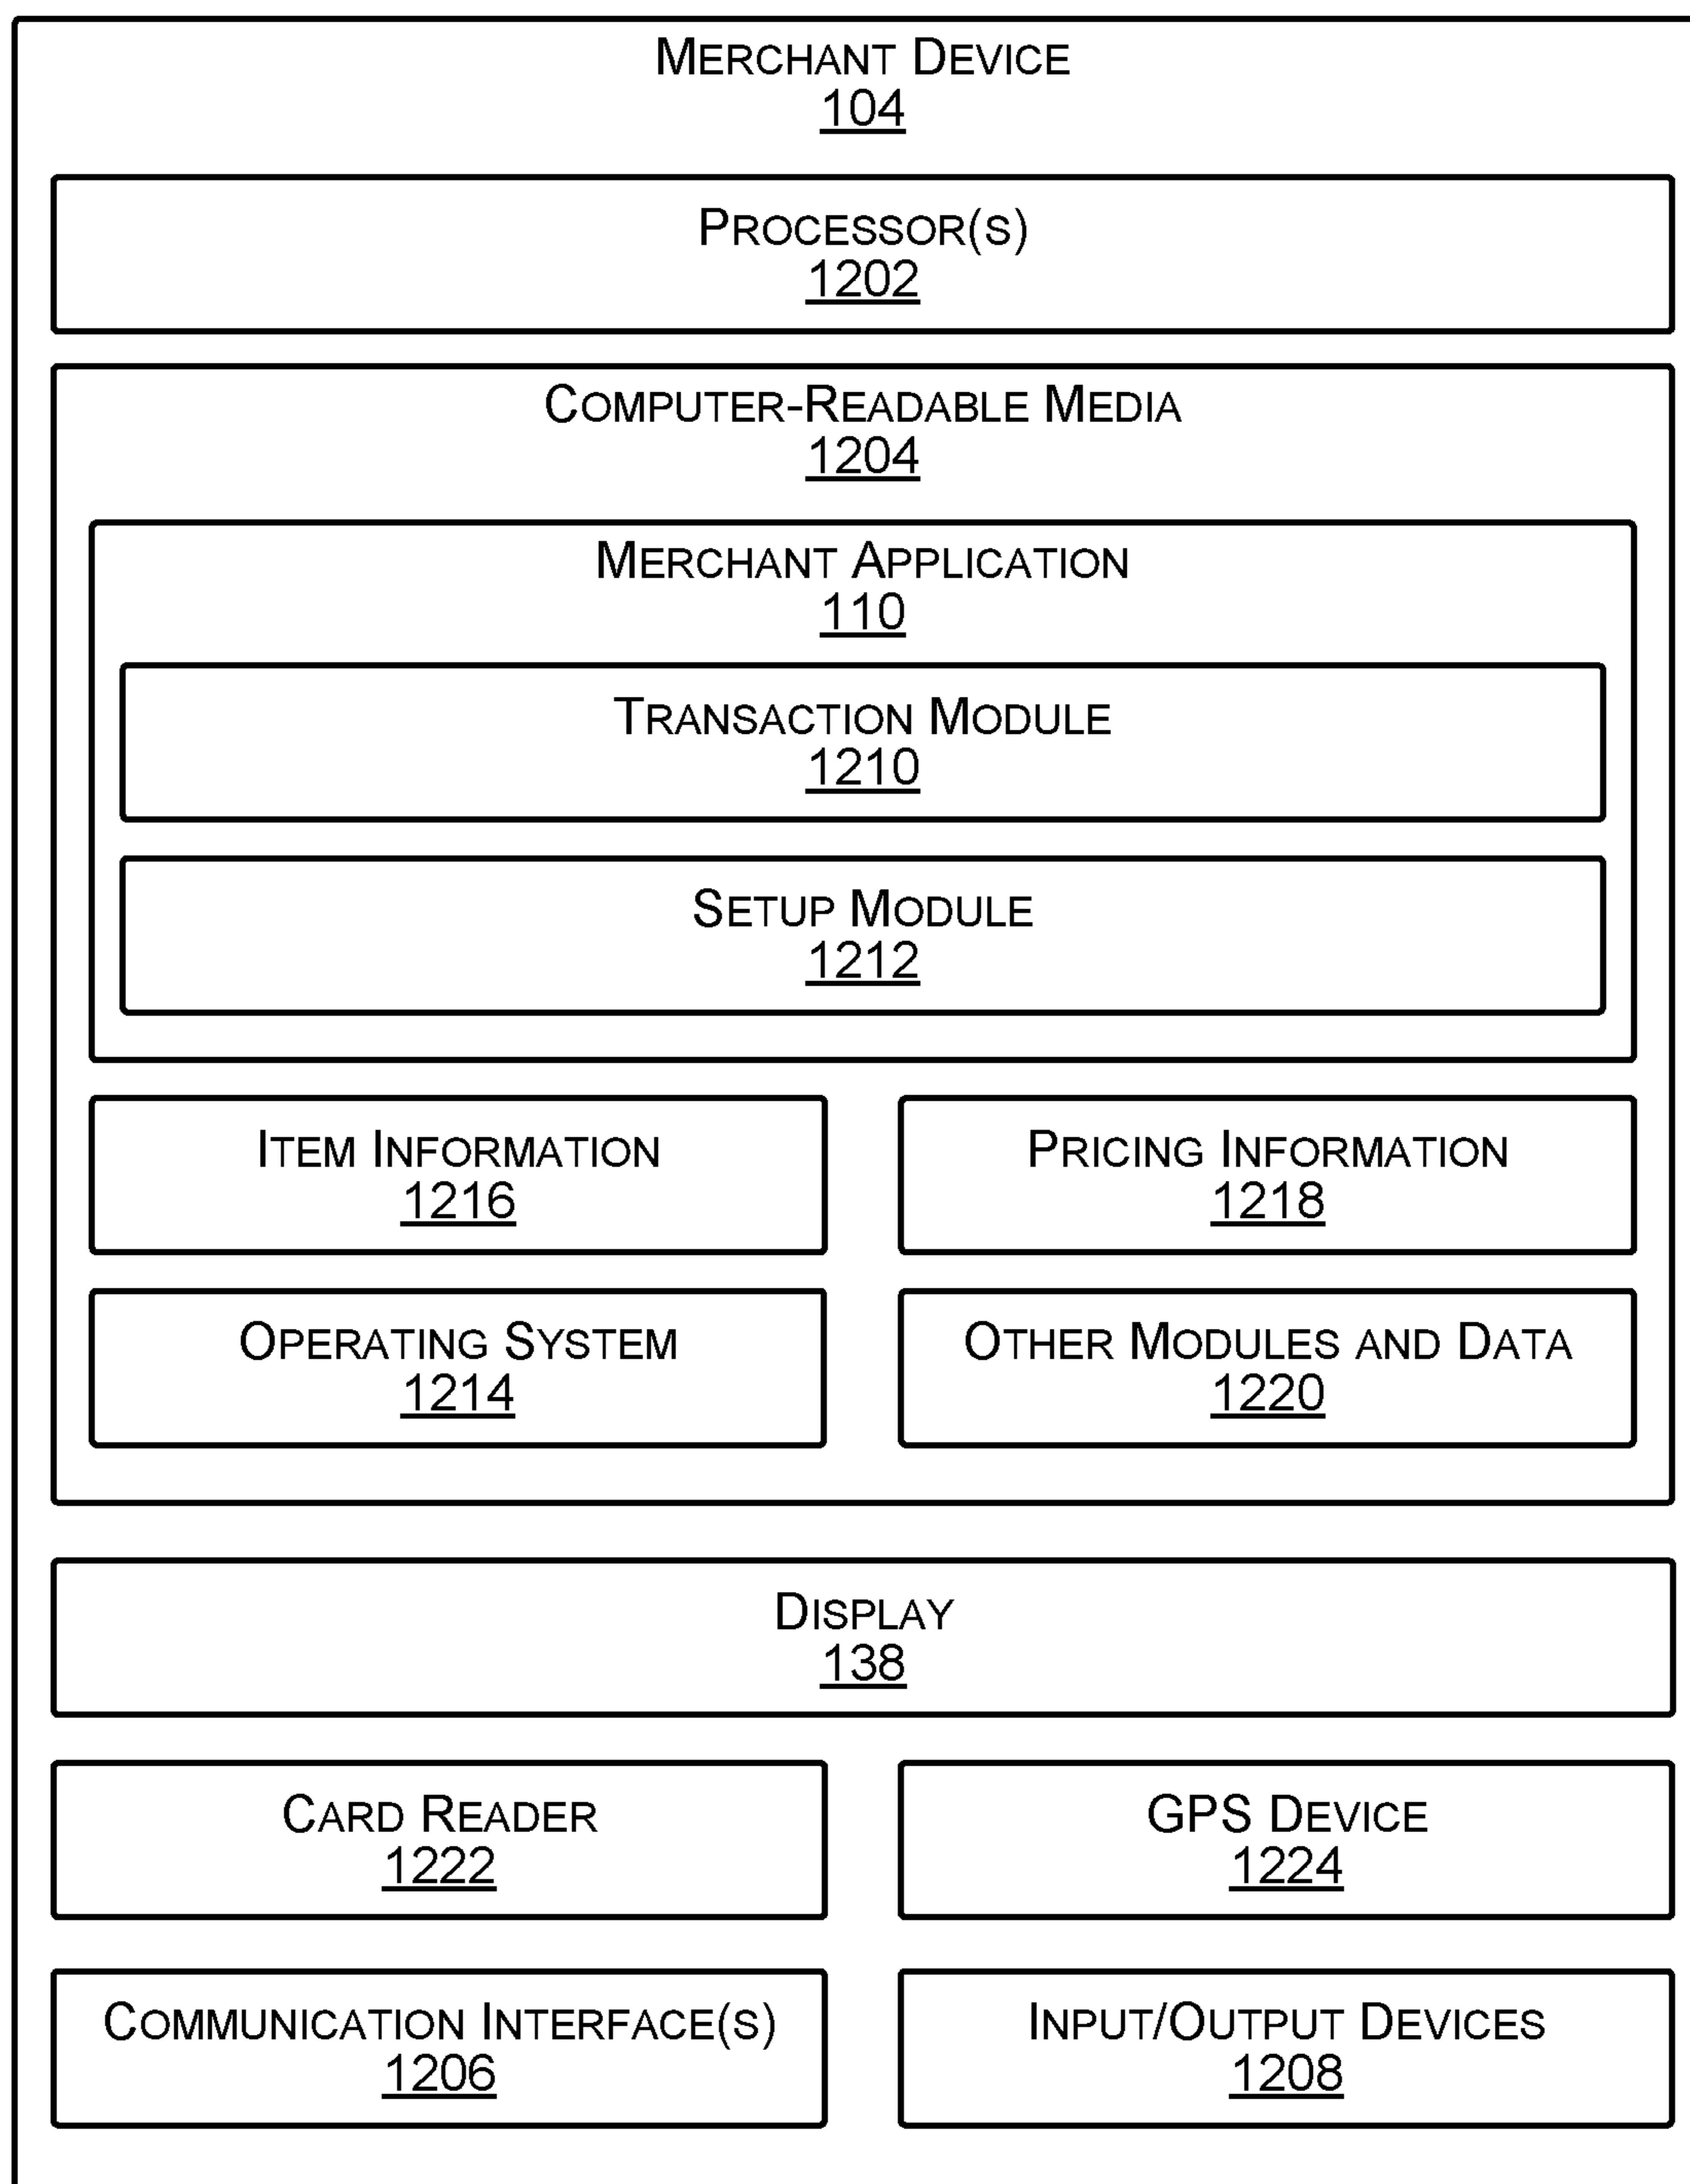 MERCHANT DEVICE
104
PROCESSOR(S)
1202
COMPUTER-READABLE MEDIA
1204
MERCHANT APPLICATION
110
TRANSACTION MODULE
1210
SETUP MODULE
1212
ITEM INFORMATION
1216
PRICING INFORMATION
1218
OPERATING SYSTEM
1214
OTHER MODULES AND DATA
1220
DISPLAY
138
CARD READER
1222
GPS DEVICE
1224
COMMUNICATION INTERFACE(S)
1206
INPUT/OUTPUT DEVICES
1208